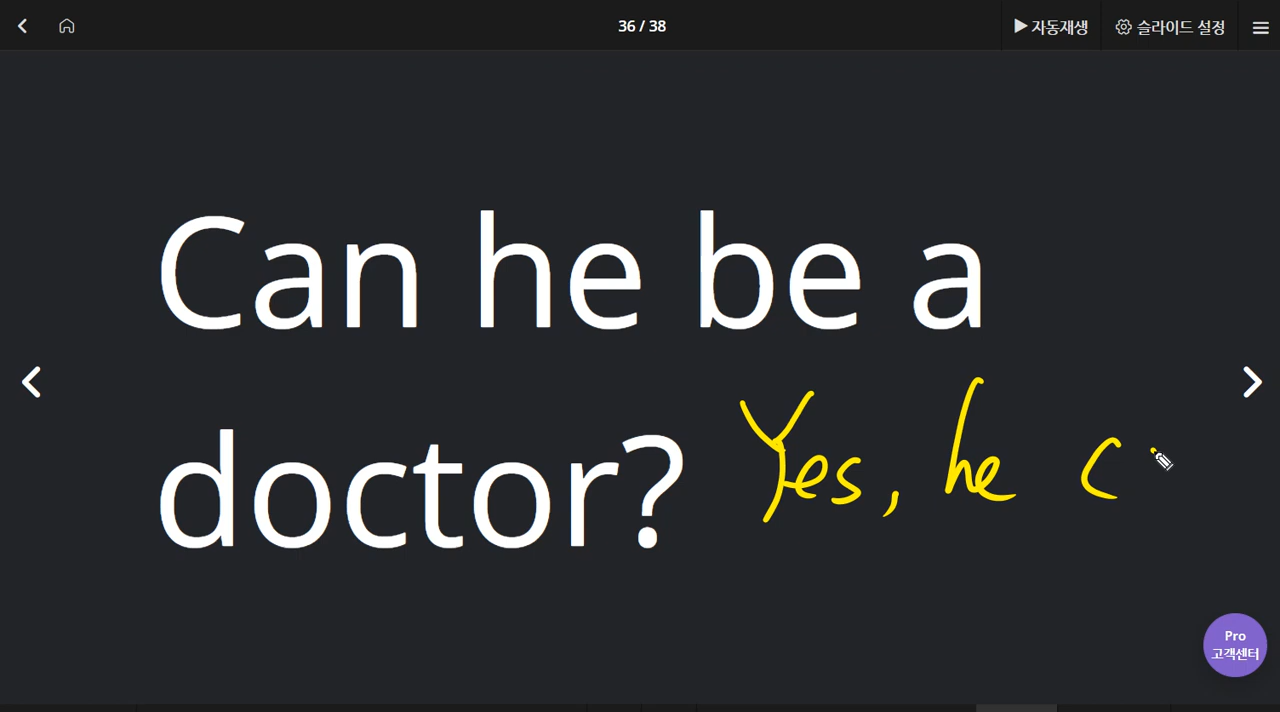 36 / 38
▶ 자동재생
슬라이드 설정
Can he be a
doctor? Yes, he c
Pro
고객센터